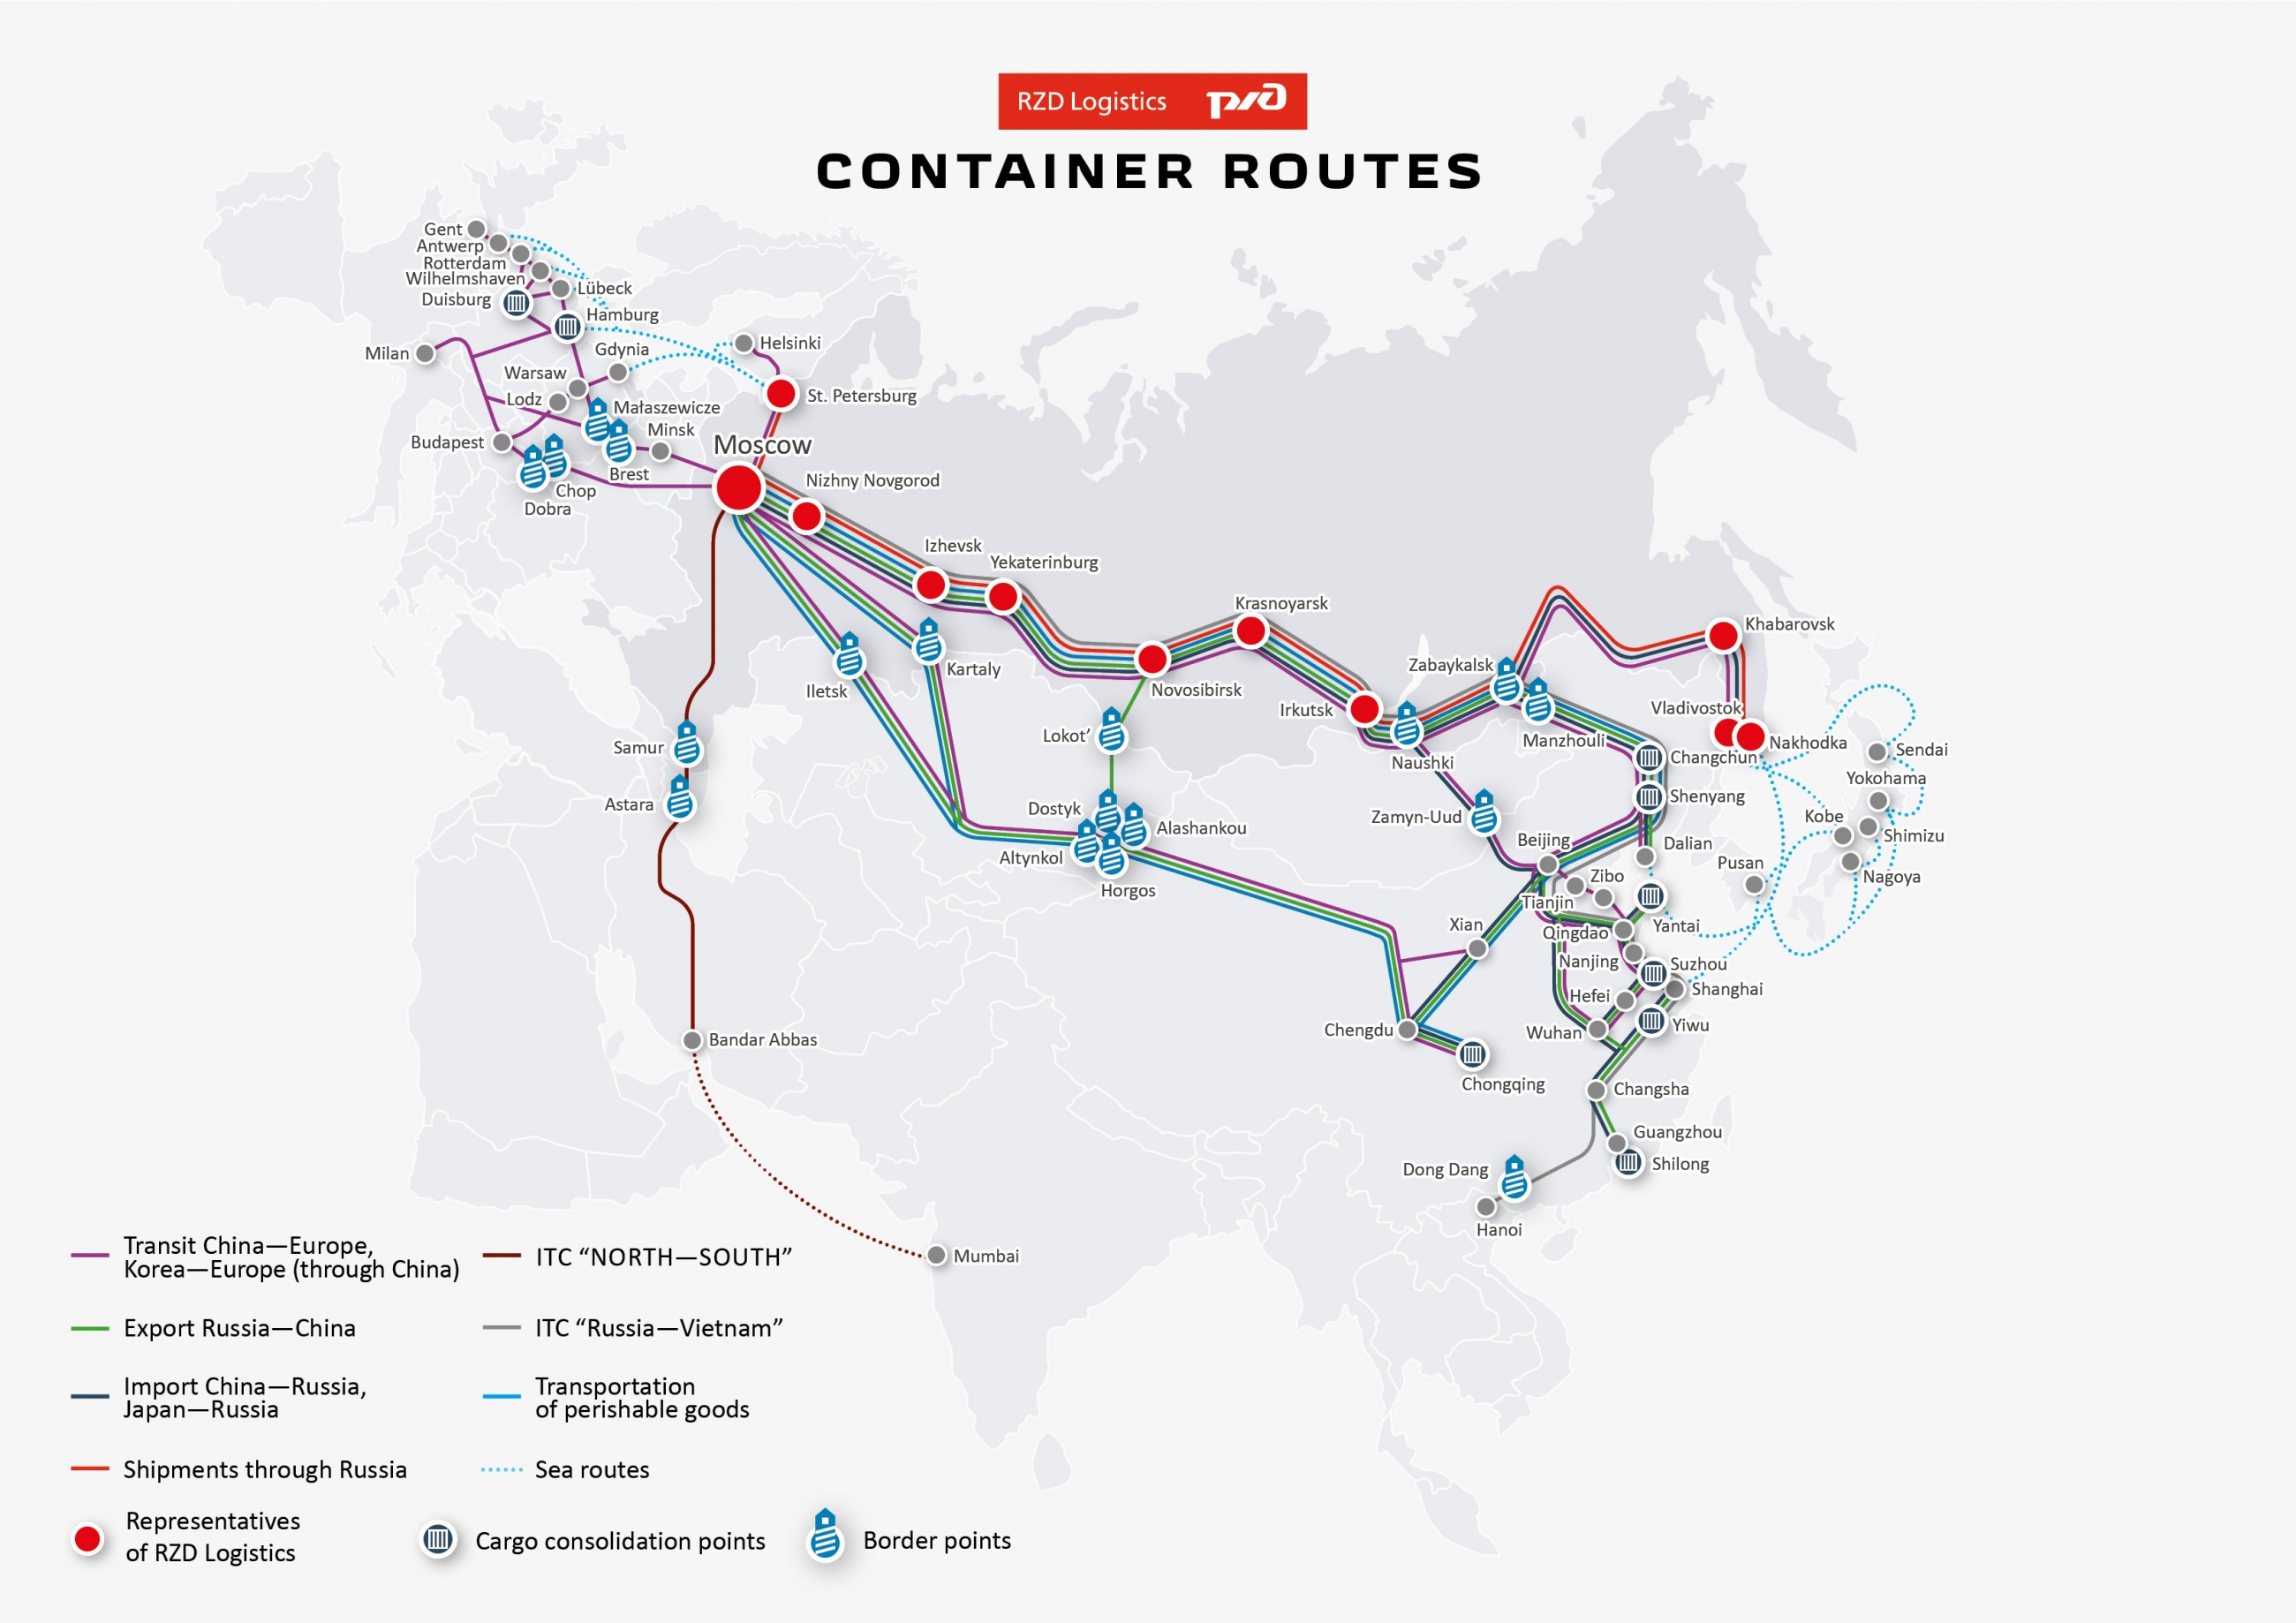 RZD Logistics
CONTAINER ROUTES
Gent
Antwerp
Rotterdam
Wilhelmshaven
Duisburg
Lübeck
Hamburg
Milan
Gdynia
Helsinki
Warsaw
Lodz
St. Petersburg
Małaszewicze
Minsk
Budapest
Moscow
Brest
Chop
Dobra
Nizhny Novgorod
Izhevsk
Yekaterinburg
Krasnoyarsk
Khabarovsk
Zabaykalsk
Kartaly
Iletsk
Novosibirsk
Irkutsk
Vladivostok
Nakhodka
Lokot’
Manzhouli
Samur
Naushki
Changchun
Sendai
Yokohama
Astara
Dostyk
Shenyang
Alashankou
Zamyn-Uud
Kobe
Shimizu
Beijing
Dalian
Altynkol
Pusan
Horgos
Zibo
Nagoya
Tianjin
Xian
Yantai
Qingdao
Nanjing
Suzhou
Shanghai
Hefei
Chengdu
Wuhan
Yiwu
Bandar Abbas
Chongqing
Changsha
Guangzhou
Dong Dang
Shilong
Hanoi
Mumbai
Transit China—Europe,
Korea—Europe (through China)
Export Russia—China
Import China—Russia,
Japan—Russia
Shipments through Russia
ITC “NORTH—SOUTH”
ITC “Russia—Vietnam”
Transportation
of perishable goods
Sea routes
Representatives
of RZD Logistics
Cargo consolidation points
Border points